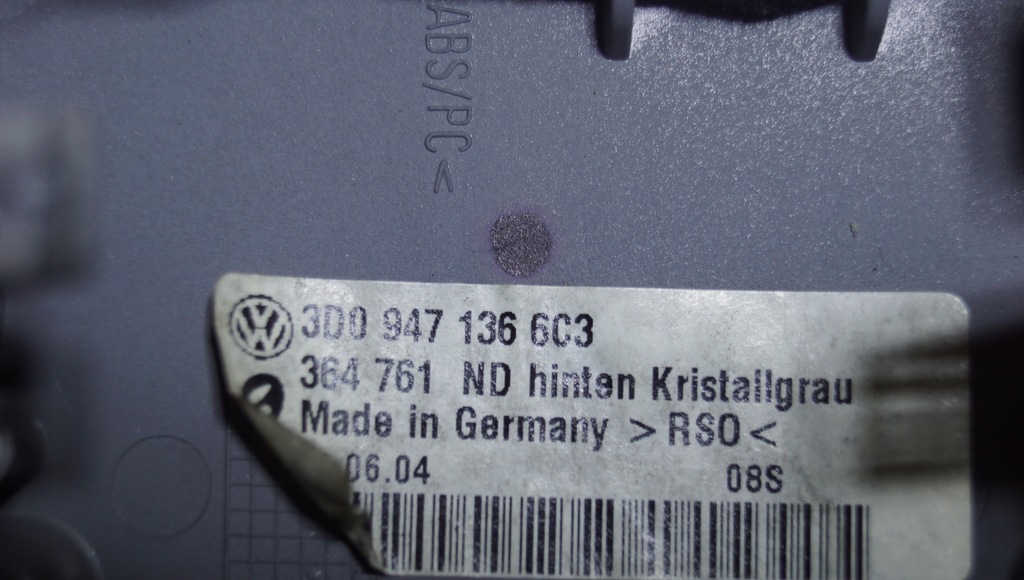 ABS/PC<
3D0 947 136 6C3
364 761 ND hinten Kristallgrau
Made in Germany >RSO<
06.04 08S